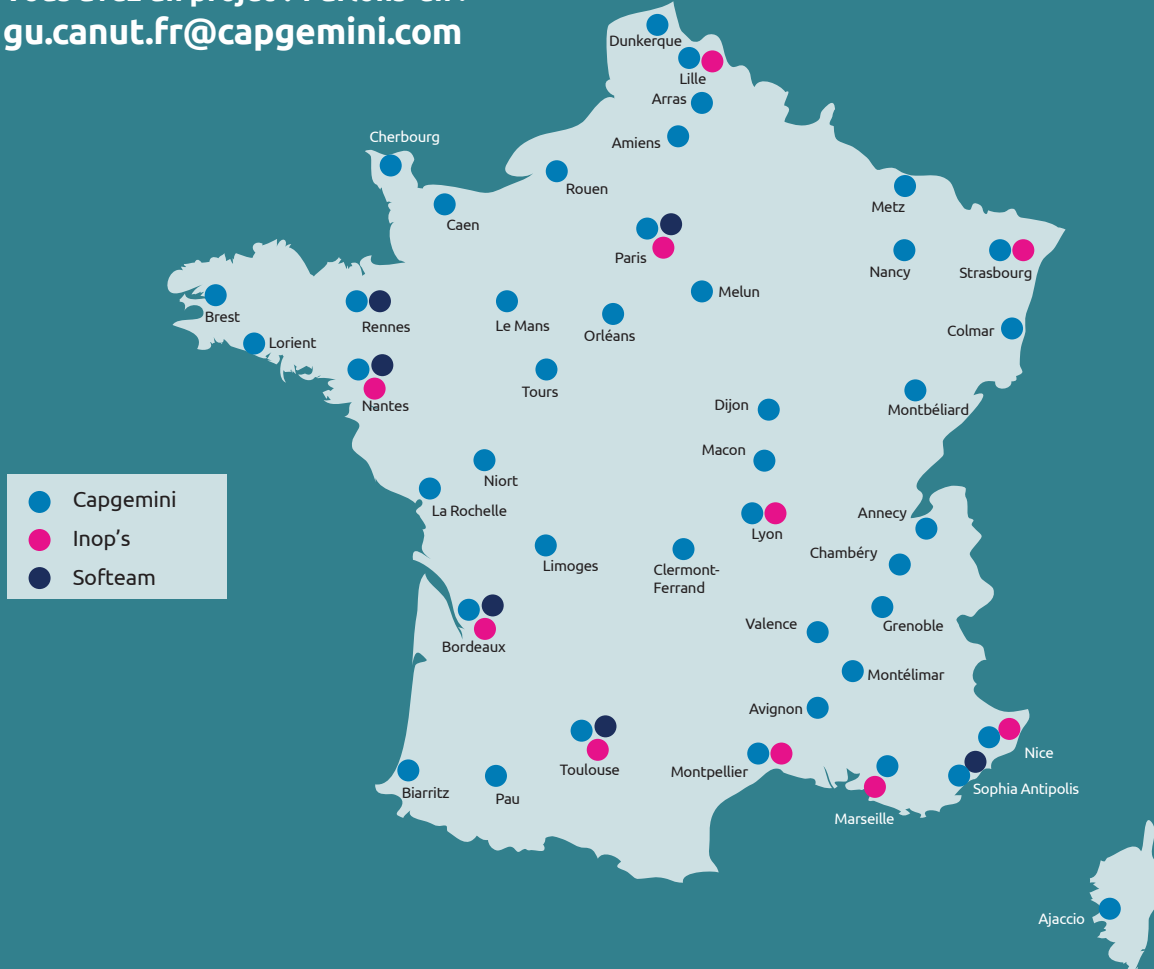 gu.canut.fr@capgemini.com
Dunkerque
Lille
Arras
Amiens
Cherbourg
Rouen
Caen
Metz
Paris
Nancy
Strasbourg
Melun
Brest
Rennes
Le Mans
Orléans
Lorient
Colmar
Tours
Nantes
Dijon
Montbéliard
Macon
Niort
La Rochelle
Lyon
Annecy
Chambéry
Limoges
Clermont-
Ferrand
Capgemini
Inop's
Softeam
Valence
Grenoble
Bordeaux
Montélimar
Avignon
Nice
Toulouse
Montpellier
Biarritz
Pau
Sophia Antipolis
Marseille
Ajaccio